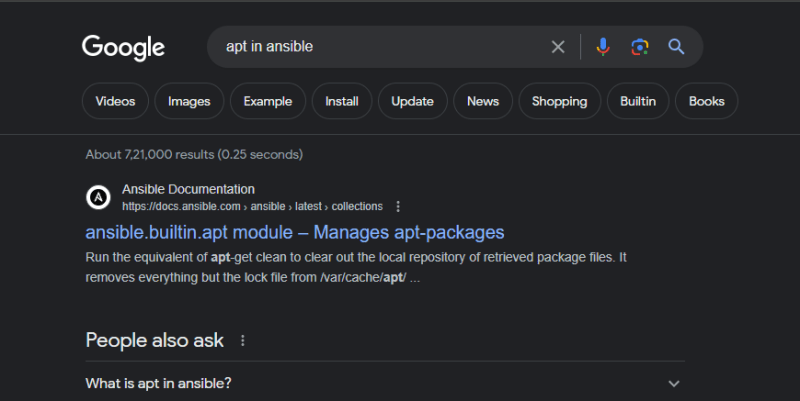 Google
apt in ansible
Videos Images Example Install Update News Shopping Builtin Books
About 7,21,000 results (0.25 seconds)
Ansible Documentation
https://docs.ansible.com › ansible › latest › collections
ansible.builtin.apt module – Manages apt-packages
Run the equivalent of apt-get clean to clear out the local repository of retrieved package files. It
removes everything but the lock file from /var/cache/apt/ ...
People also ask
What is apt in ansible?